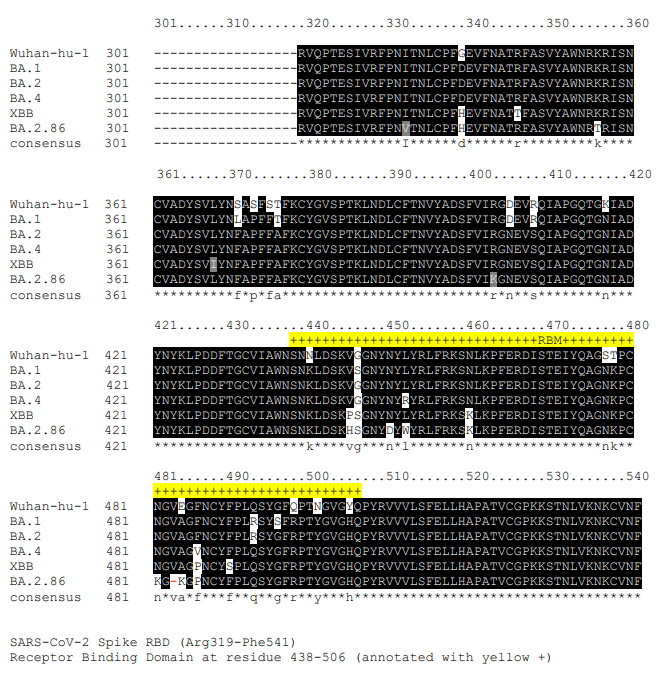 301......310.......320.......330.......340.......350.......360
Wuhan-hu-1 301 ------------------RVQPTESIVRFPNITNLCPFGEVFNATRFASVYAWNRKRISN
BA.1 301 ------------------RVQPTESIVRFPNITNLCPFDEVFNATRFASVYAWNRKRISN
BA.2 301 ------------------RVQPTESIVRFPNITNLCPFDEVFNATRFASVYAWNRKRISN
BA.4 301 ------------------RVQPTESIVRFPNITNLCPFDEVFNATRFASVYAWNRKRISN
XBB 301 ------------------RVQPTESIVRFPNITNLCPFHEVFNATTFASVYAWNRKRISN
BA.2.86 301 ------------------RVQPTESIVRFPNVTNLCPFHEVFNATRFASVYAWNRTRISN
consensus 301                   *************I******d******r*********k****
361......370.......380.......390.......400.......410.......420
Wuhan-hu-1 361 CVADYSVLYNSASFSTFKCYGVSPTKLNDLCFTNVYADSFVIRGDEVRQIAPGQTGKIAD
BA.1 361 CVADYSVLYNLAPFFTFKCYGVSPTKLNDLCFTNVYADSFVIRGDEVRQIAPGQTGNIAD
BA.2 361 CVADYSVLYNFAPFFAFKCYGVSPTKLNDLCFTNVYADSFVIRGNEVSQIAPGQTGNIAD
BA.4 361 CVADYSVLYNFAPFFAFKCYGVSPTKLNDLCFTNVYADSFVIRGNEVSQIAPGQTGNIAD
XBB 361 CVADYSVIYNFAPFFAFKCYGVSPTKLNDLCFTNVYADSFVIRGNEVSQIAPGQTGNIAD
BA.2.86 361 CVADYSVLYNFAPFFAFKCYGVSPTKLNDLCFTNVYADSFVIKGNEVSQIAPGQTGNIAD
consensus 361 **********f*p*fa**************************r*n**s********n***
421......430.......440.......450.......460.......470.......480
+++++++++++++++++++++++++++++++RBM+++++++++
Wuhan-hu-1 421 YNYKLPDDFTGCVIAWNSNNLDSKVGGNYNYLYRLFRKSNLKPFERDISTEIYQAGSTPC
BA.1 421 YNYKLPDDFTGCVIAWNSNKLDSKVSGNYNYLYRLFRKSNLKPFERDISTEIYQAGNKPC
BA.2 421 YNYKLPDDFTGCVIAWNSNKLDSKVGGNYNYLYRLFRKSNLKPFERDISTEIYQAGNKPC
BA.4 421 YNYKLPDDFTGCVIAWNSNKLDSKVGGNYNYRYRLFRKSNLKPFERDISTEIYQAGNKPC
XBB 421 YNYKLPDDFTGCVIAWNSNKLDSKPSGNYNYLYRLFRKSKLKPFERDISTEIYQAGNKPC
BA.2.86 421 YNYKLPDDFTGCVIAWNSNKLDSKHSGNYDYWYRLFRKSKLKPFERDISTEIYQAGNKPC
consensus 421 *******************k****vg***n*l*******n****************nk**
481......490.......500.......510.......520.......530.......540
++++++++++++++++++++++++++
Wuhan-hu-1 481 NGVEGFNCYFPLQSYGFQPTNGVGYQPYRVVVLSFELLHAPATVCGPKKSTNLVKNKCVNF
BA.1 481 NGVAGFNCYFPLRSYSFRPTYGVGHQPYRVVVLSFELLHAPATVCGPKKSTNLVKNKCVNF
BA.2 481 NGVAGFNCYFPLRSYGFRPTYGVGHQPYRVVVLSFELLHAPATVCGPKKSTNLVKNKCVNF
BA.4 481 NGVAGVNCYFPLQSYGFRPTYGVGHQPYRVVVLSFELLHAPATVCGPKKSTNLVKNKCVNF
XBB 481 NGVAGPNCYSPLQSYGFRPTYGVGHQPYRVVVLSFELLHAPATVCGPKKSTNLVKNKCVNF
BA.2.86 481 KG-KGPNCYFPLQSYGFRPTYGVGHQPYRVVVLSFELLHAPATVCGPKKSTNLVKNKCVNF
consensus 481 n*va*f***f**q**g*r**y***h************************************
SARS-CoV-2 Spike RBD (Arg319-Phe541)
Receptor Binding Domain at residue 438-506 (annotated with yellow +)